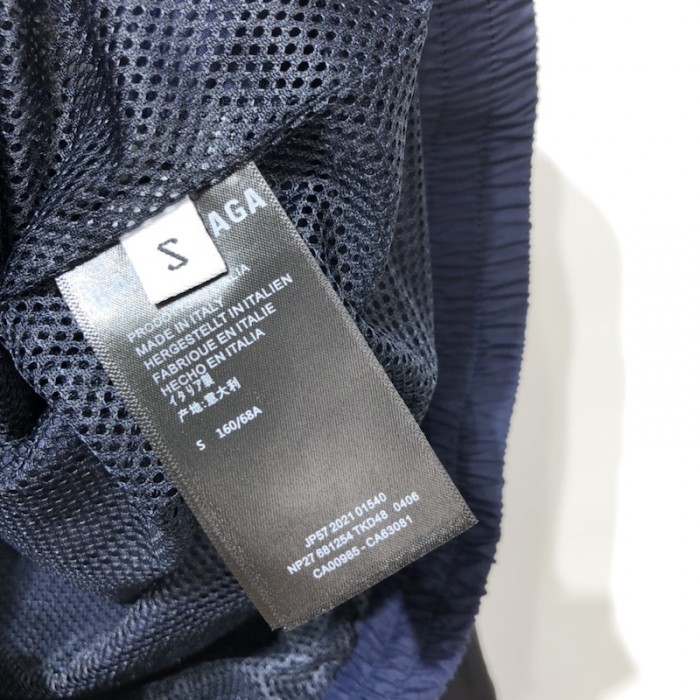 S
AGA
MADE IN ITALY
HERGESTELLT IN ITALIEN
FABRIQUE EN ITALIE
HECHO EN ITALIA
イタリア製
产地:意大利
S 160/68A
JP57 2021 01540
NP27 681254 TKD48 0406
CA00985 - CA63081